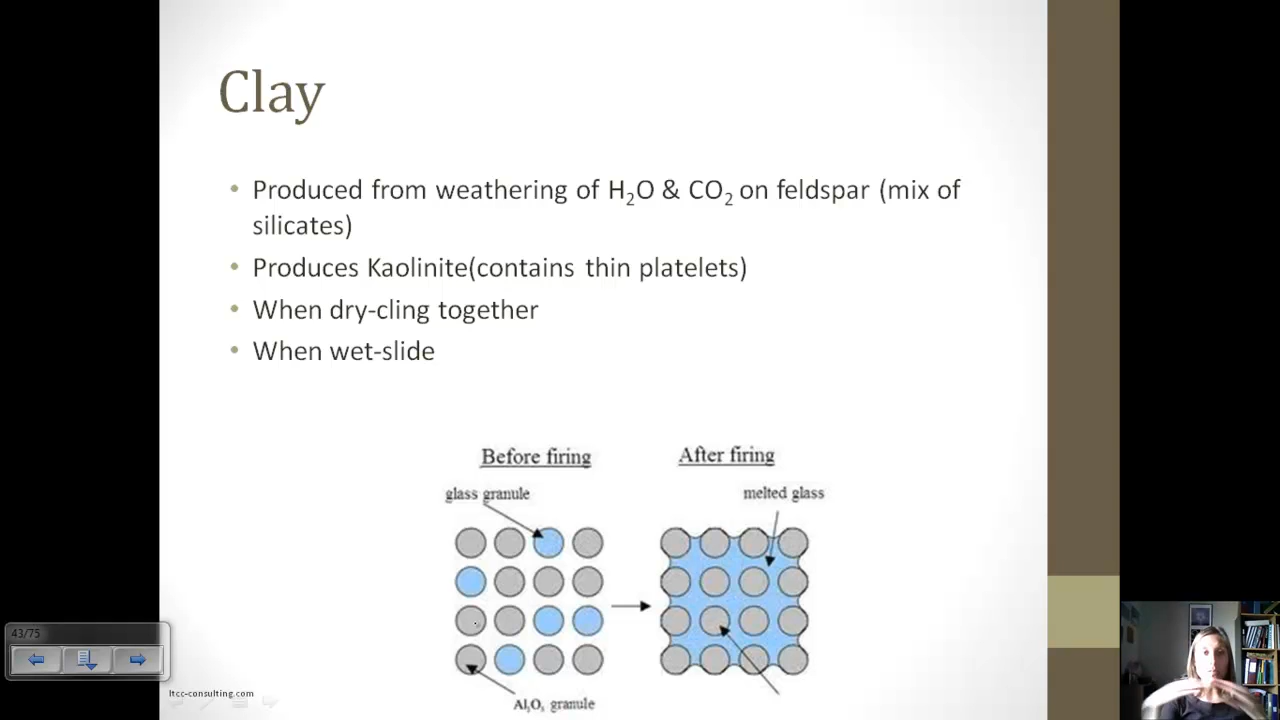 Clay
• Produced from weathering of H₂O & CO₂ on feldspar (mix of
silicates)
• Produces Kaolinite(contains thin platelets)
• When dry-cling together
• When wet-slide
Before firing
After firing
glass granule
melted glass
Al₂O₃ granule
43/75
ltcc-consulting.com